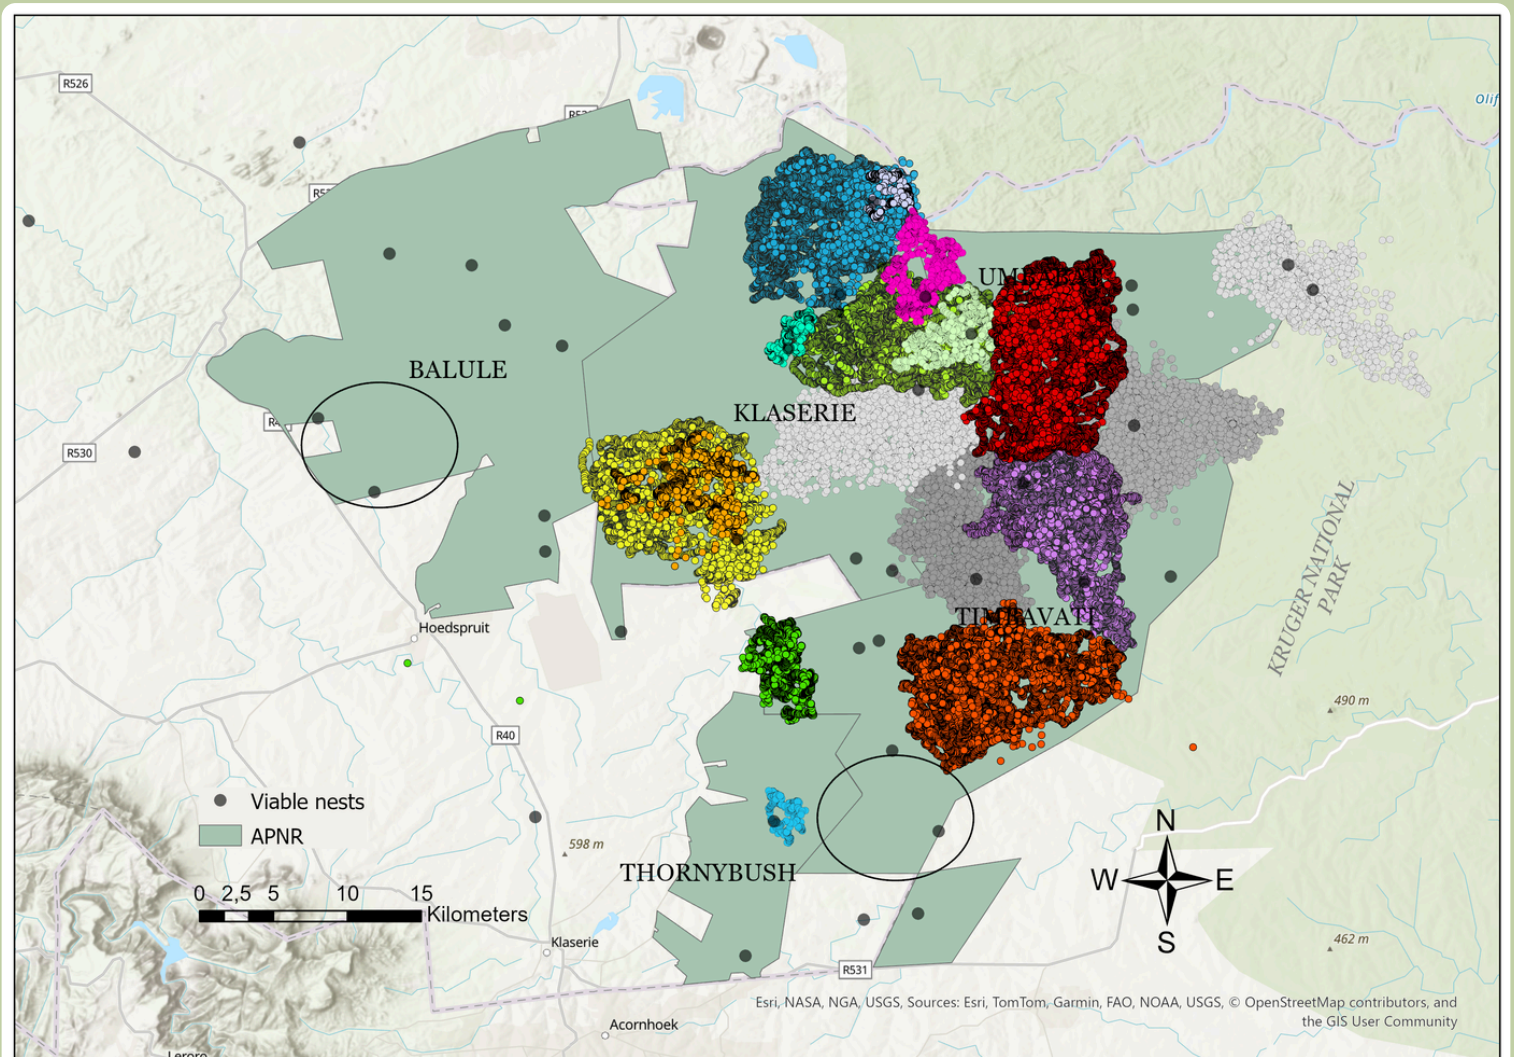 R526
Olif
BALULE
KLASERIE
R530
KRUGER NATIONAL
PARK
TIMBAVATI
Hoedspruit
490 m
R40
Viable nests
APNR
598 m
THORNYBUSH
N
W E
S
0 2,5 5 10 15
Kilometers
Klaserie
462 m
R531
Esri, NASA, NGA, USGS, Sources: Esri, TomTom, Garmin, FAO, NOAA, USGS, © OpenStreetMap contributors, and
the GIS User Community
Acornhoek